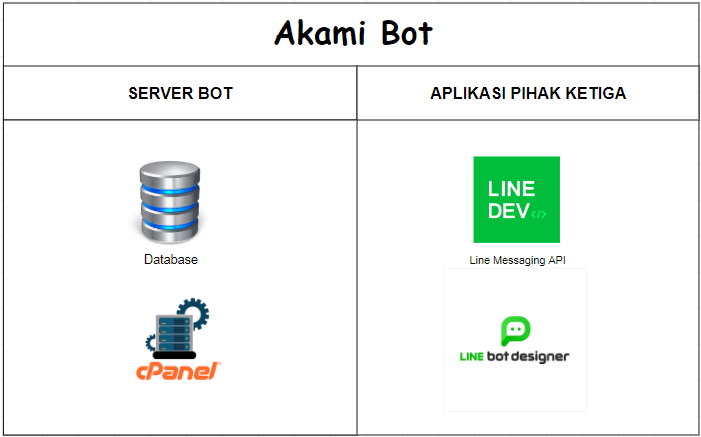 Akami Bot
SERVER BOT
APLIKASI PIHAK KETIGA
LINE
DEV</>
Database
Line Messaging API
cPanel
LINE bot designer